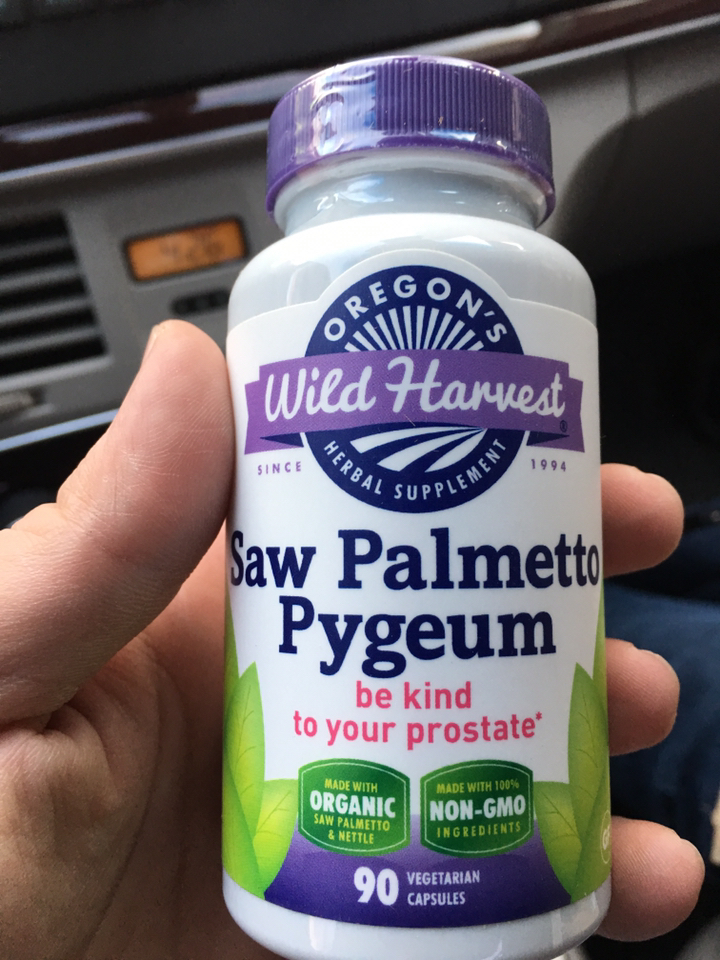 OREGON'S
Wild Harvest®
HERBAL SUPPLEMENT
SINCE 1994
Saw Palmetto
Pygeum
be kind
to your prostate*
MADE WITH
ORGANIC
SAW PALMETTO
& NETTLE
MADE WITH 100%
NON-GMO
INGREDIENTS
90 VEGETARIAN
CAPSULES